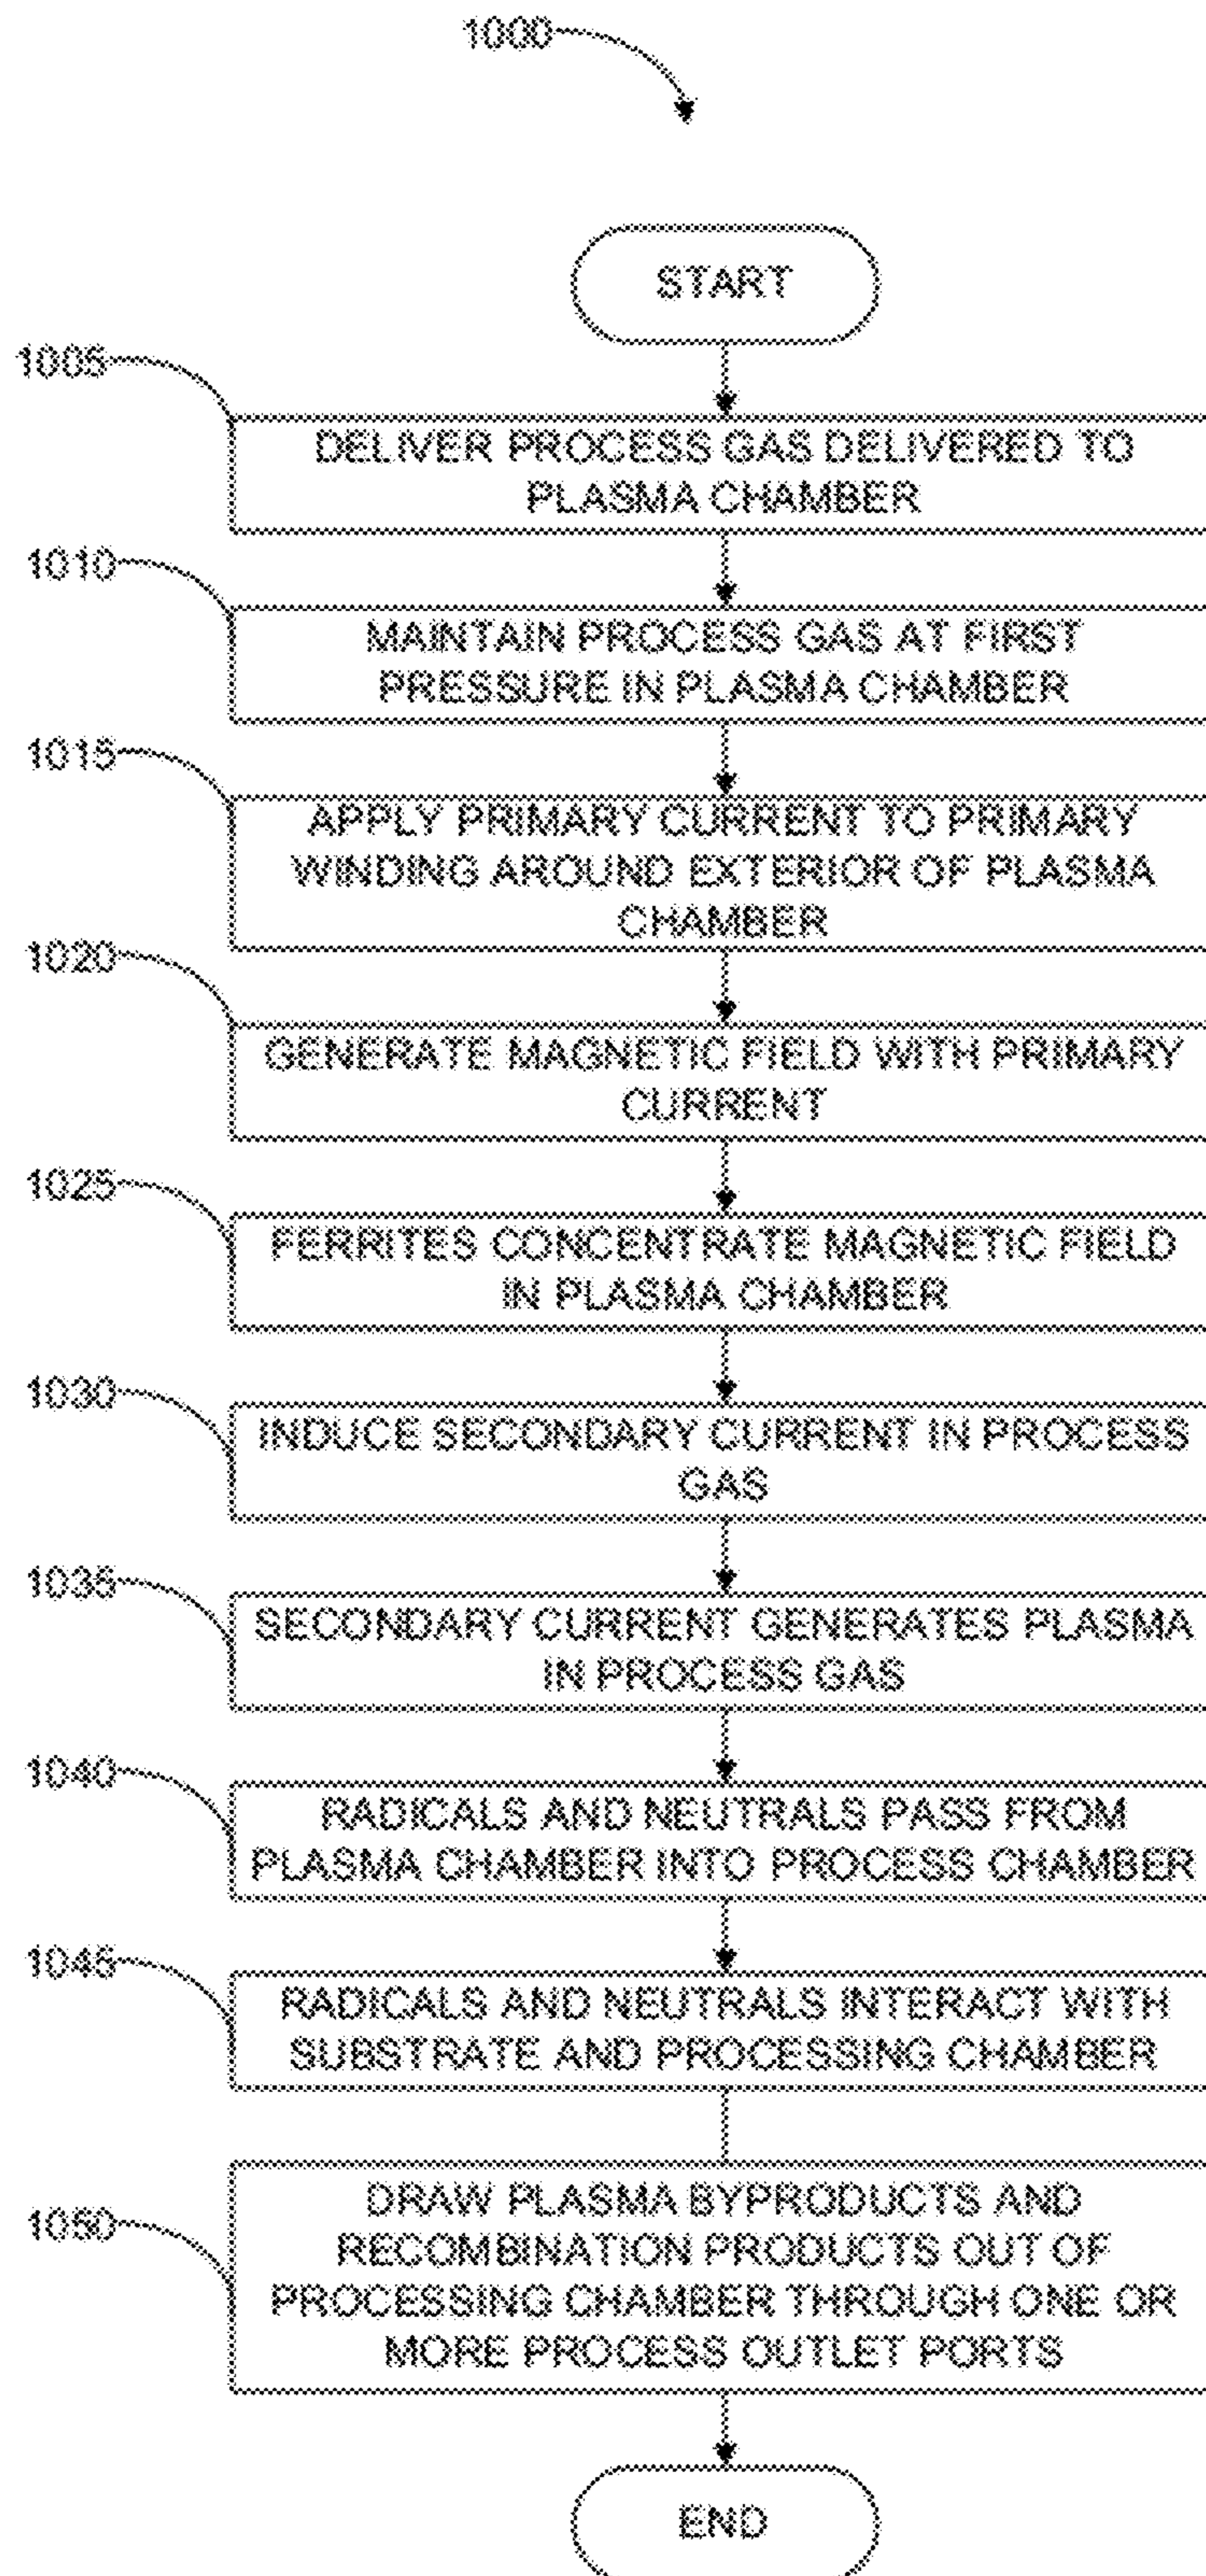 1000
START
1005
DELIVER PROCESS GAS DELIVERED TO
PLASMA CHAMBER
1010
MAINTAIN PROCESS GAS AT FIRST
PRESSURE IN PLASMA CHAMBER
1015
APPLY PRIMARY CURRENT TO PRIMARY
WINDING AROUND EXTERIOR OF PLASMA
CHAMBER
1020
GENERATE MAGNETIC FIELD WITH PRIMARY
CURRENT
1025
FERRITES CONCENTRATE MAGNETIC FIELD
IN PLASMA CHAMBER
1030
INDUCE SECONDARY CURRENT IN PROCESS
GAS
1035
SECONDARY CURRENT GENERATES PLASMA
IN PROCESS GAS
1040
RADICALS AND NEUTRALS PASS FROM
PLASMA CHAMBER INTO PROCESS CHAMBER
1045
RADICALS AND NEUTRALS INTERACT WITH
SUBSTRATE AND PROCESSING CHAMBER
1050
DRAW PLASMA BYPRODUCTS AND
RECOMBINATION PRODUCTS OUT OF
PROCESSING CHAMBER THROUGH ONE OR
MORE PROCESS OUTLET PORTS
END